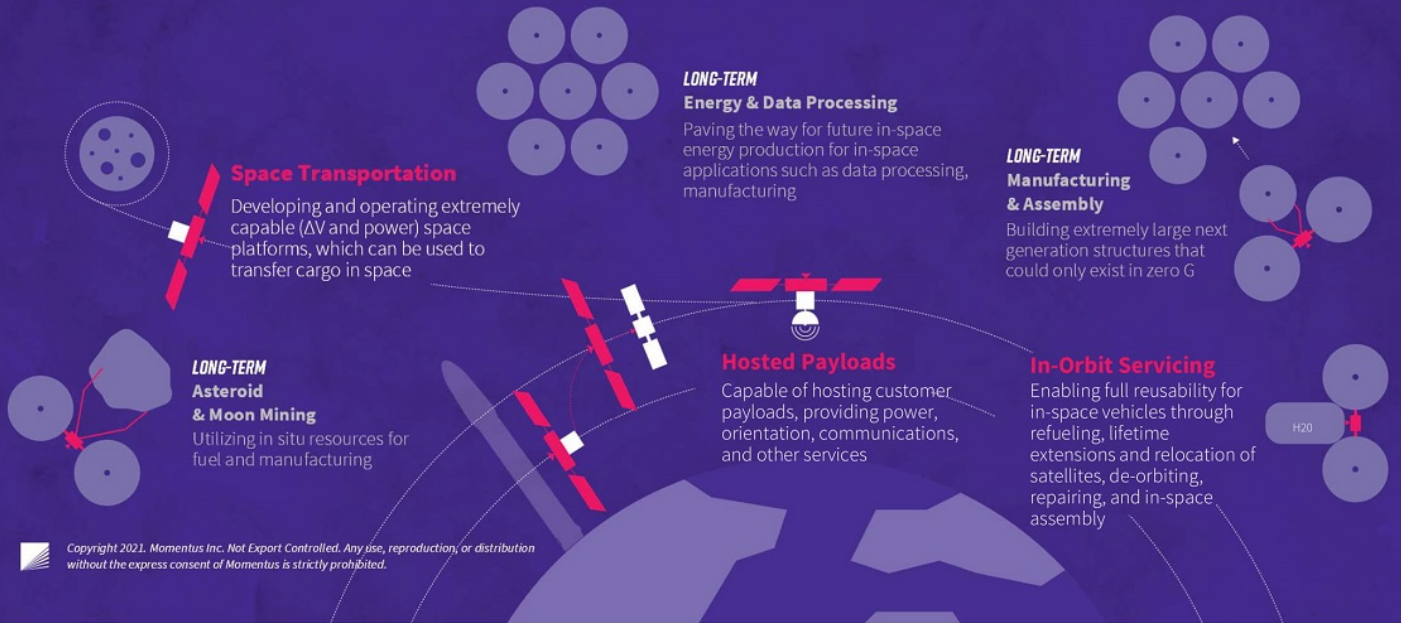 LONG-TERM
Energy & Data Processing
Paving the way for future in-space
energy production for in-space
applications such as data processing,
manufacturing
LONG-TERM
Manufacturing
& Assembly
Building extremely large next
generation structures that
could only exist in zero G
Space Transportation
Developing and operating extremely
capable (ΔV and power) space
platforms, which can be used to
transfer cargo in space
LONG-TERM
Asteroid
& Moon Mining
Utilizing in situ resources for
fuel and manufacturing
Hosted Payloads
Capable of hosting customer
payloads, providing power,
orientation, communications,
and other services
In-Orbit Servicing
Enabling full reusability for
in-space vehicles through
refueling, lifetime
extensions and relocation of
satellites, de-orbiting,
repairing, and in-space
assembly
H20
Copyright 2021. Momentus Inc. Not Export Controlled. Any use, reproduction, or distribution
without the express consent of Momentus is strictly prohibited.